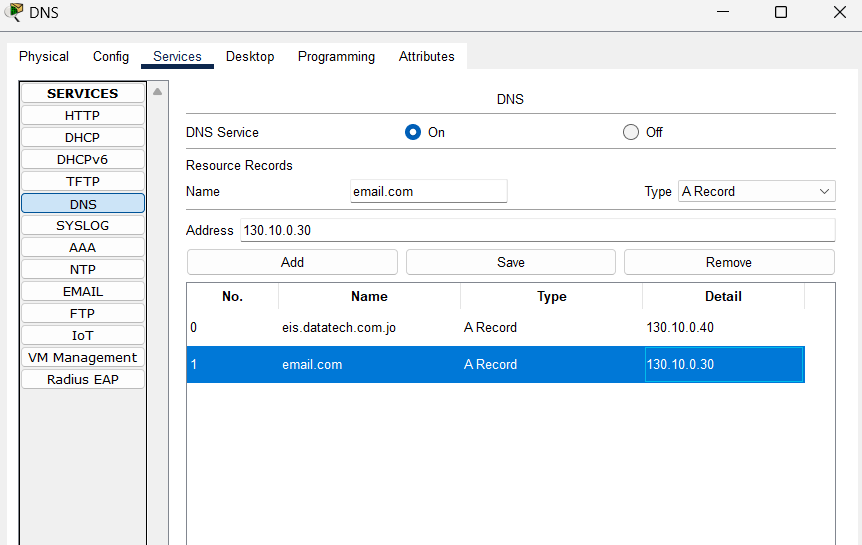 DNS
Physical Config Services Desktop Programming Attributes
SERVICES
HTTP
DHCP
DHCPv6
TFTP
DNS
SYSLOG
AAA
NTP
EMAIL
FTP
IoT
VM Management
Radius EAP
DNS
DNS Service On Off
Resource Records
Name email.com Type A Record
Address 130.10.0.30
Add Save Remove
No. Name Type Detail
0 eis.datatech.com.jo A Record 130.10.0.40
1 email.com A Record 130.10.0.30